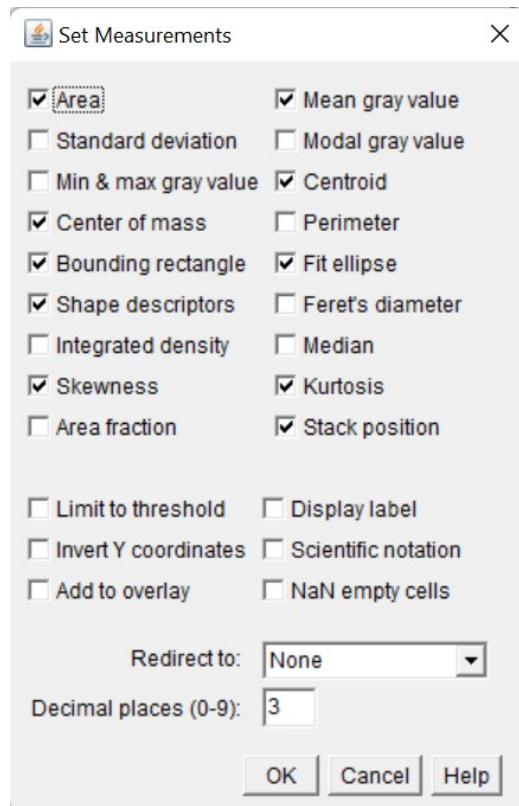 Set Measurements
Area Mean gray value
Standard deviation Modal gray value
Min & max gray value Centroid
Center of mass Perimeter
Bounding rectangle Fit ellipse
Shape descriptors Feret's diameter
Integrated density Median
Skewness Kurtosis
Area fraction Stack position
Limit to threshold Display label
Invert Y coordinates Scientific notation
Add to overlay NaN empty cells
Redirect to: None
Decimal places (0-9): 3
OK Cancel Help